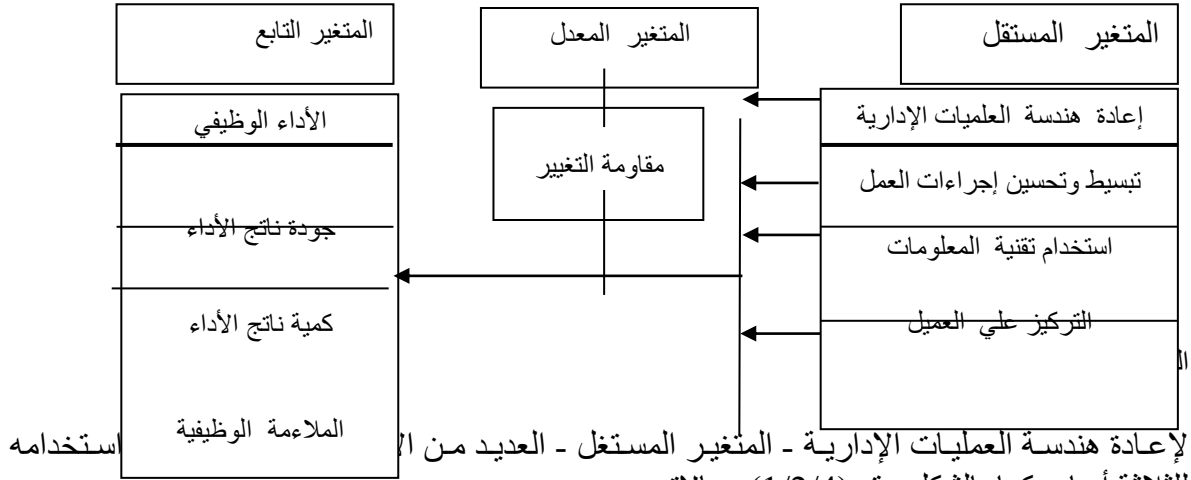 المتغير المستقل
المتغير المعدل
المتغير التابع
إعادة هندسة العلميات الإدارية
تبسيط وتحسين إجراءات العمل
استخدام تقنية المعلومات
التركيز علي العميل
مقاومة التغيير
الأداء الوظيفي
جودة ناتج الأداء
كمية ناتج الأداء
الملاءمة الوظيفية
لإعادة هندسة العمليات الإدارية - المتغير المستغل - العديد من استخدامه